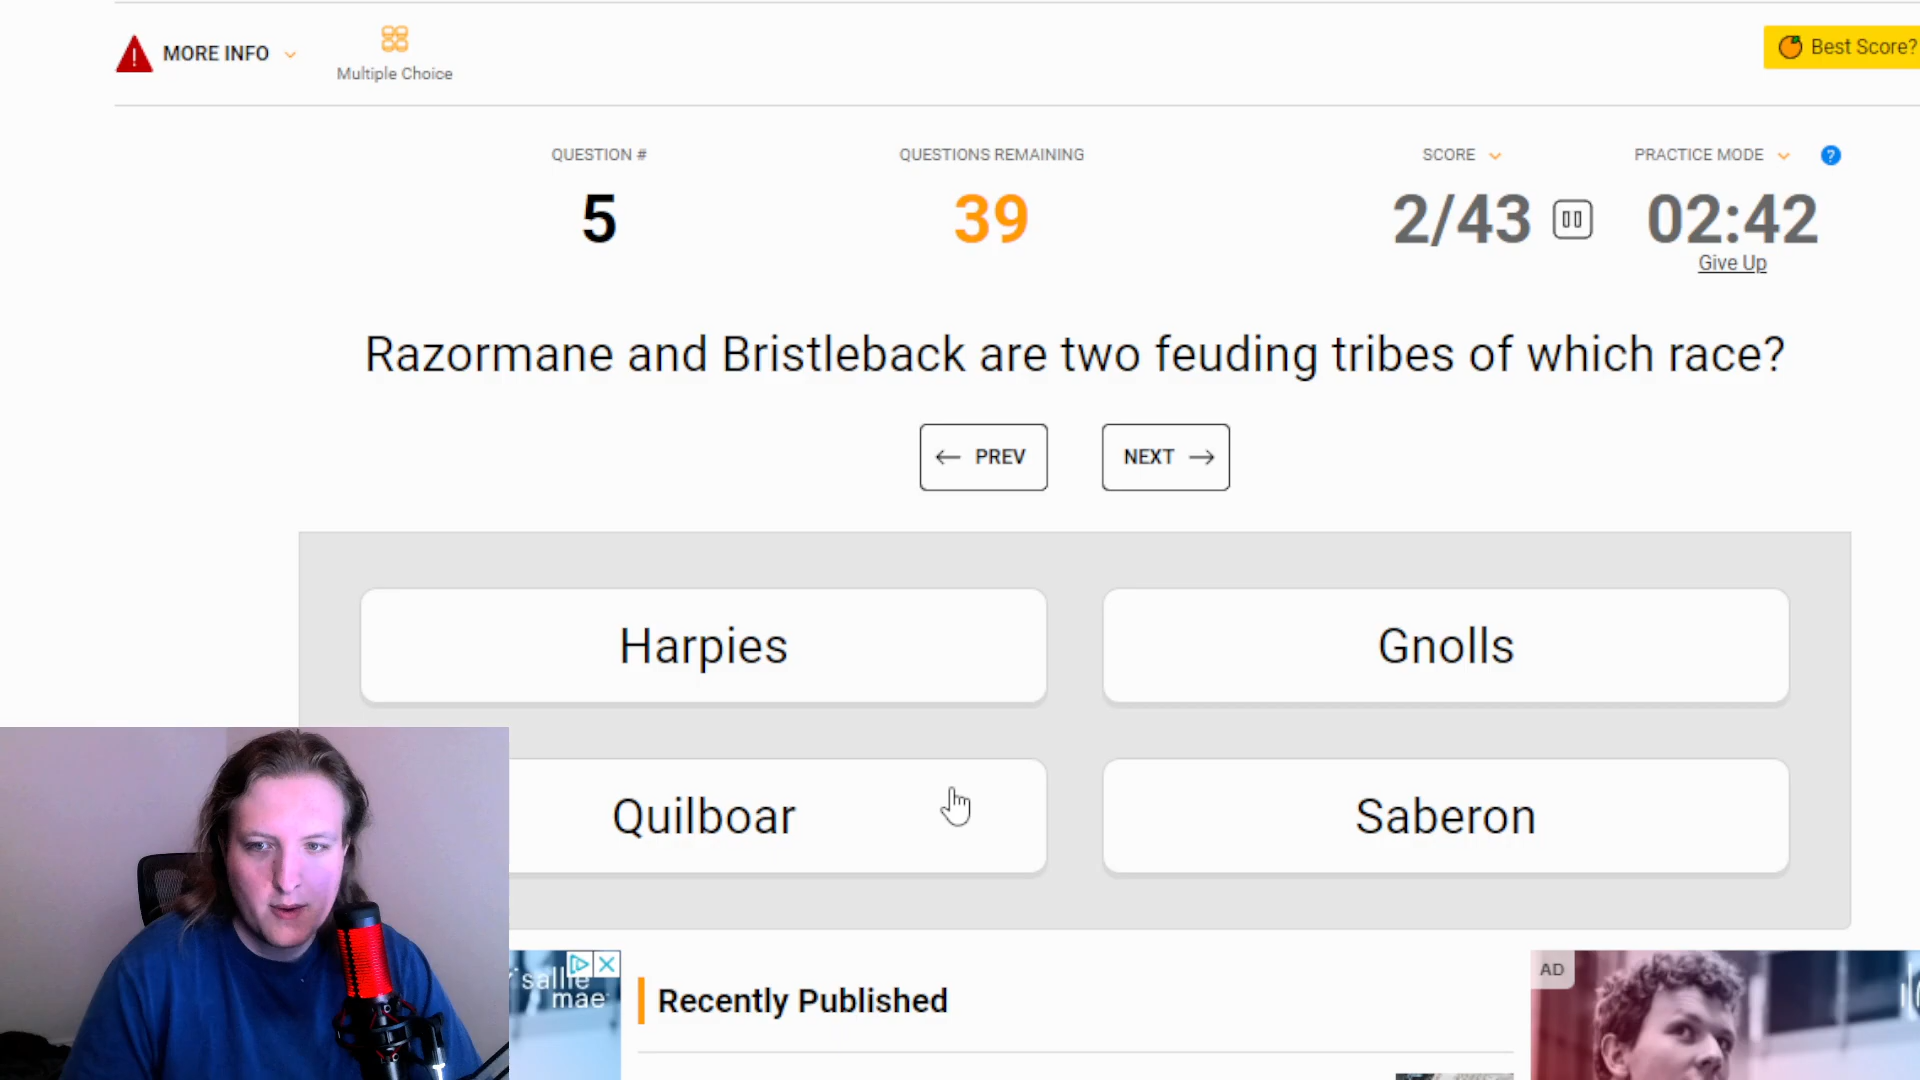 MORE INFO
Multiple Choice
Best Score?
QUESTION #
5
QUESTIONS REMAINING
39
SCORE
2/43
PRACTICE MODE
?
02:42
Give Up
Razormane and Bristleback are two feuding tribes of which race?
← PREV
NEXT →
Harpies
Gnolls
Quilboar
Saberon
sallie
mae
Recently Published
AD